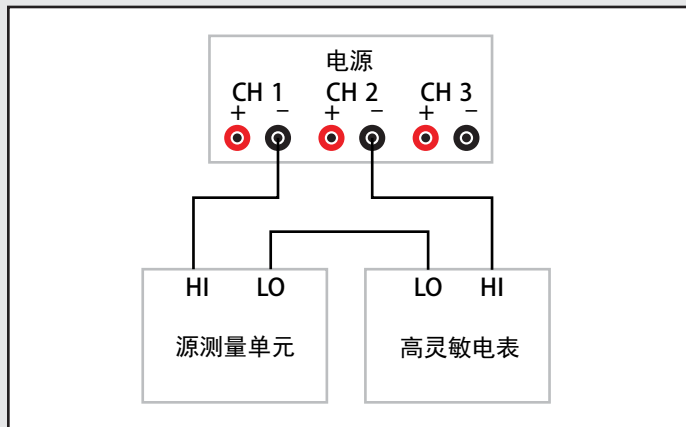 电源
CH 1 CH 2 CH 3
+ − + − + −
HI LO LO HI
源测量单元 高灵敏电表